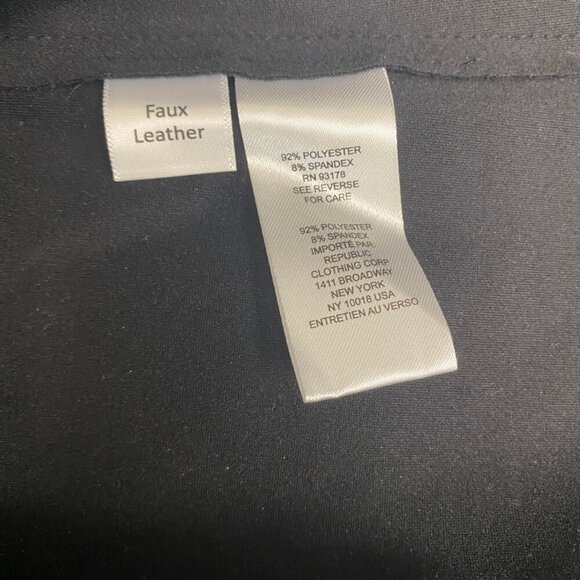 Faux
Leather
92% POLYESTER
8% SPANDEX
RN 93178
SEE REVERSE
FOR CARE
92% POLYESTER
8% SPANDEX
IMPORTÉ PAR:
REPUBLIC
CLOTHING CORP
1411 BROADWAY
NEW YORK
NY 10018 USA
ENTRETIEN AU VERSO